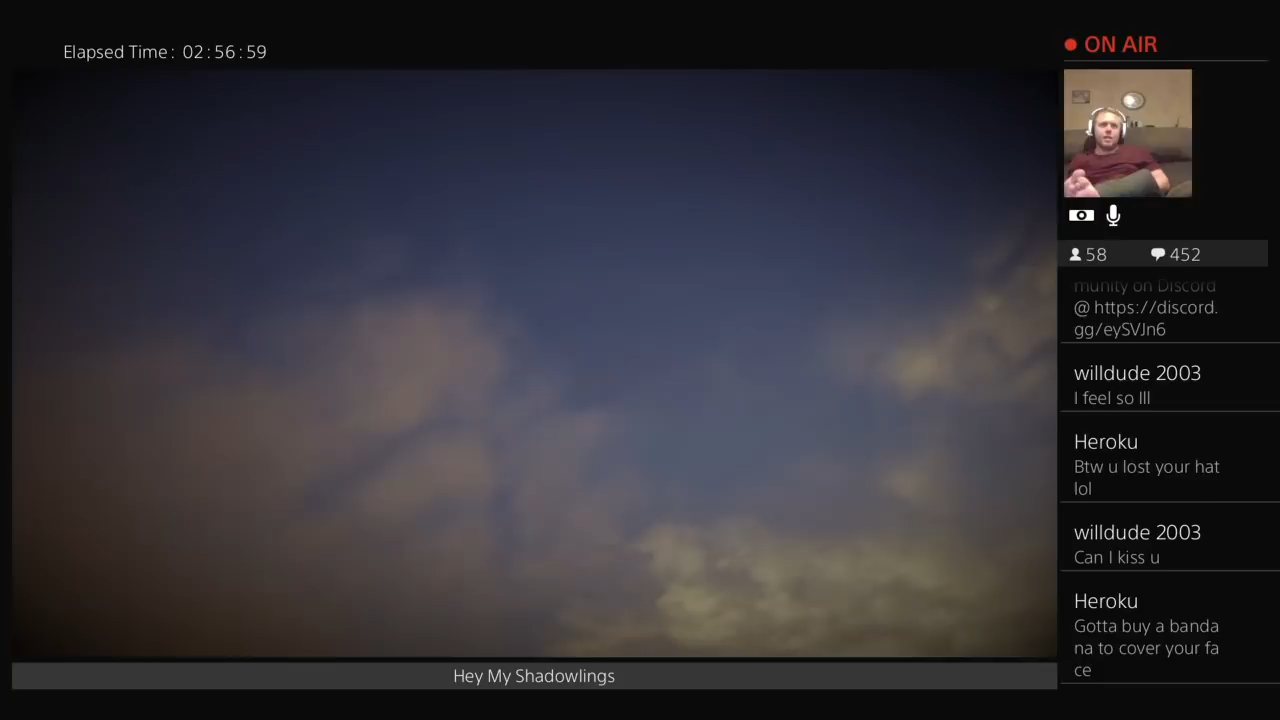 Elapsed Time: 02:56:59
ON AIR
58
452
munity on Discord
@ https://discord.
gg/eySVJn6
willdude 2003
I feel so Ill
Heroku
Btw u lost your hat
lol
willdude 2003
Can I kiss u
Heroku
Gotta buy a banda
na to cover your fa
ce
Hey My Shadowlings